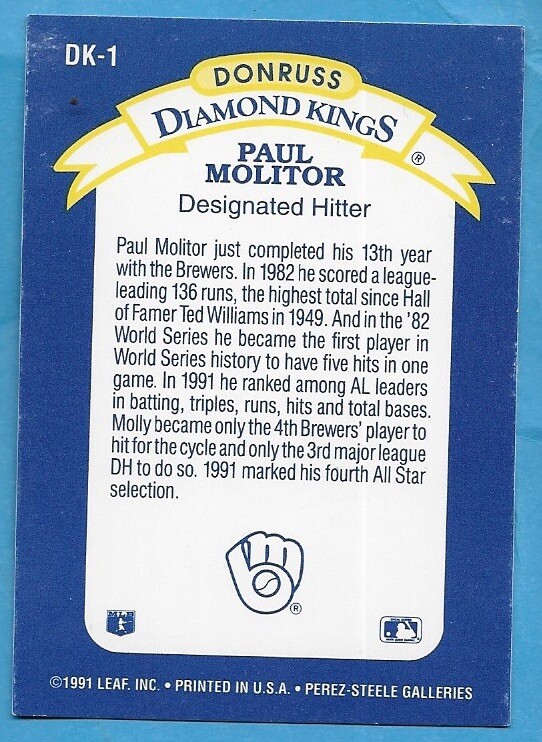 DK-1
DONRUSS
DIAMOND KINGS
®
PAUL
MOLITOR
Designated Hitter
Paul Molitor just completed his 13th year
with the Brewers. In 1982 he scored a league-
leading 136 runs, the highest total since Hall
of Famer Ted Williams in 1949. And in the '82
World Series he became the first player in
World Series history to have five hits in one
game. In 1991 he ranked among AL leaders
in batting, triples, runs, hits and total bases.
Molly became only the 4th Brewers' player to
hit for the cycle and only the 3rd major league
DH to do so. 1991 marked his fourth All Star
selection.
®
MLB
©1991 LEAF, INC. • PRINTED IN U.S.A. • PEREZ-STEELE GALLERIES